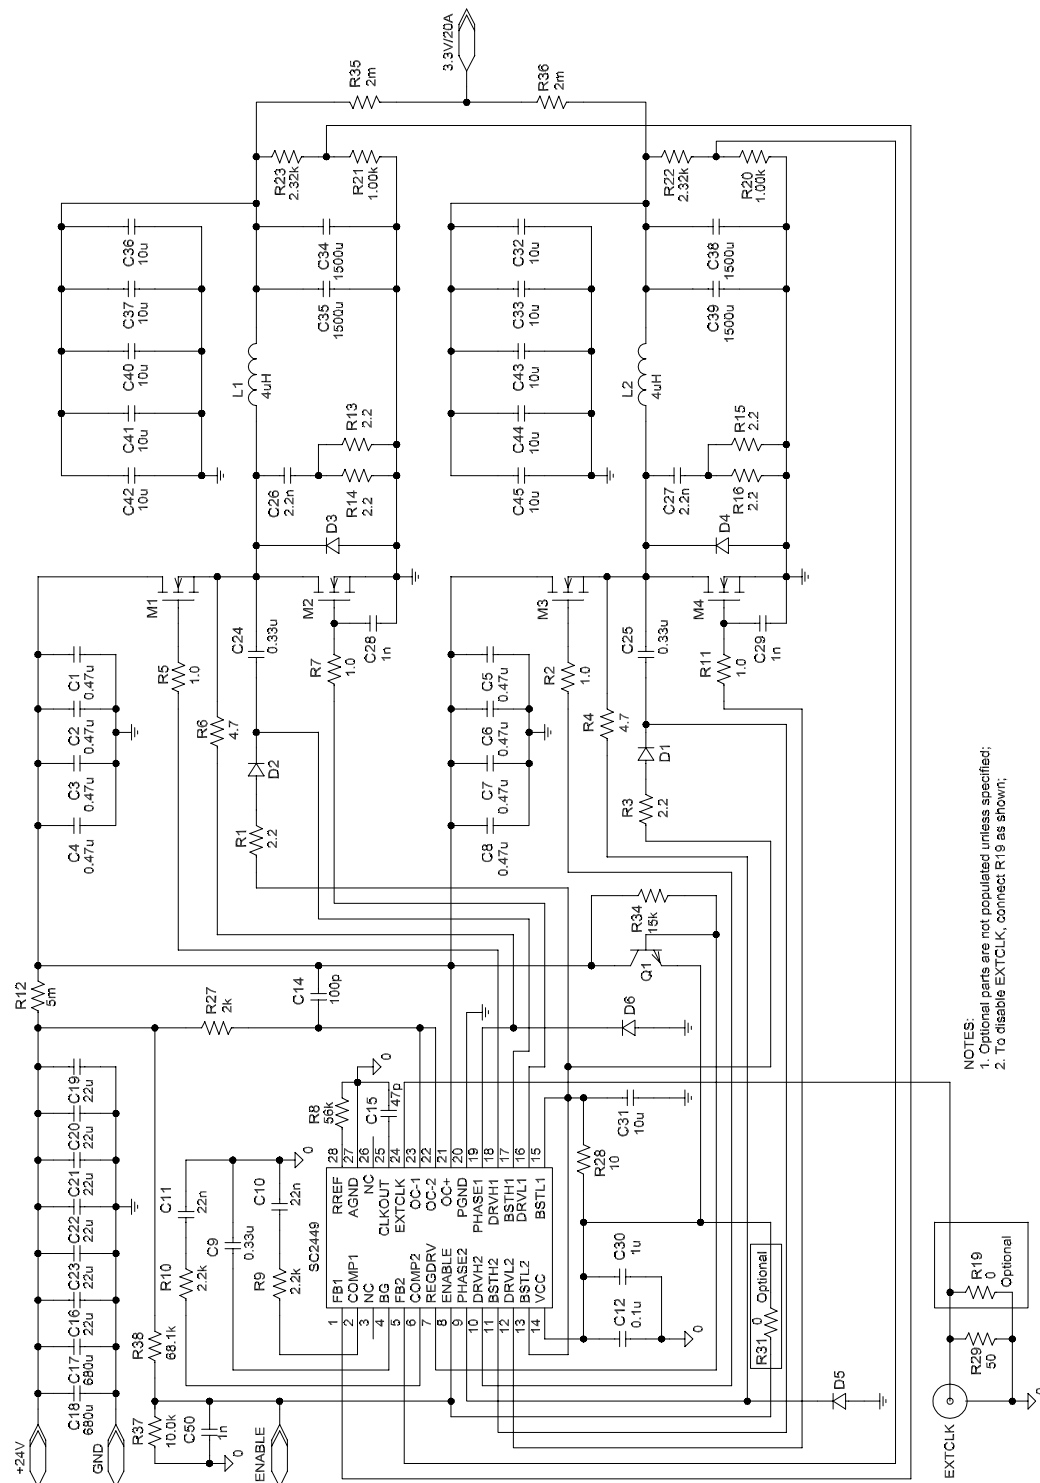 +24V
GND
C18
680u
C17
680u
C16
22u
C23
22u
C22
22u
C21
22u
C20
22u
C19
22u
R12
5m
C4
0.47u
C3
0.47u
C2
0.47u
C1
0.47u
M1
R5
1.0
R6
4.7
C42
10u
C41
10u
C40
10u
C37
10u
C36
10u
R37
10.0k
R38
68.1k
C50
1n
0
ENABLE
R27
2k
R10
2.2k
C11
22n
C9
0.33u
R9
2.2k
C10
22n
0
C14
100p
R1
2.2
D2
C24
0.33u
R7
1.0
M2
C28
1n
D3
C26
2.2n
R14
2.2
R13
2.2
L1
4uH
C35
1500u
C34
1500u
R23
2.32k
R21
1.00k
R35
2m
3.3V/20A
R36
2m
SC2449
1
2
3
4
5
6
7
8
9
10
11
12
13
14
FB1
COMP1
NC
BG
FB2
COMP2
REGDRV
ENABLE
PHASE2
DRVH2
BSTH2
DRVL2
BSTL2
VCC
RREF
AGND
NC
CLKOUT
EXTCLK
OC-1
OC-2
OC+
PGND
PHASE1
DRVH1
BSTH1
DRVL1
BSTL1
28
27
26
25
24
23
22
21
20
19
18
17
16
15
R8
56k
C15
47p
0
C8
0.47u
C7
0.47u
C6
0.47u
C5
0.47u
M3
R2
1.0
R4
4.7
R3
2.2
D1
C25
0.33u
R11
1.0
M4
C29
1n
D4
C27
2.2n
R16
2.2
R15
2.2
C45
10u
C44
10u
C43
10u
C33
10u
C32
10u
L2
4uH
C39
1500u
C38
1500u
R22
2.32k
R20
1.00k
Q1
R34
15k
D6
C31
10u
R28
10
C12
0.1u
C30
1u
0
R31
0
Optional
D5
EXTCLK
R29
50
R19
0
Optional
0
NOTES:
1. Optional parts are not populated unless specified;
2. To disable EXTCLK, connect R19 as shown;